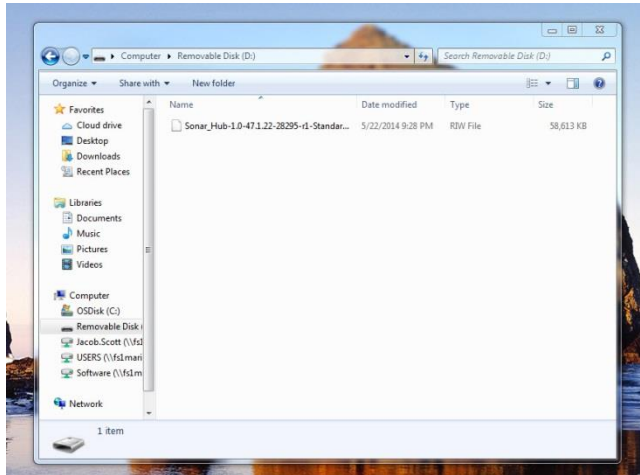 Computer ▸ Removable Disk (D:)
Search Removable Disk (D:)
Organize
Share with
New folder
Name
Date modified
Type
Size
Sonar_Hub-1.0-47.1.22-28295-r1-Standar...
5/22/2014 9:28 PM
RIW File
58,613 KB
Favorites
Cloud drive
Desktop
Downloads
Recent Places
Libraries
Documents
Music
Pictures
Videos
Computer
OSDisk (C:)
Removable Disk
Jacob.Scott (\\fs1
USERS (\\fs1mari
Software (\\fs1m
Network
1 item